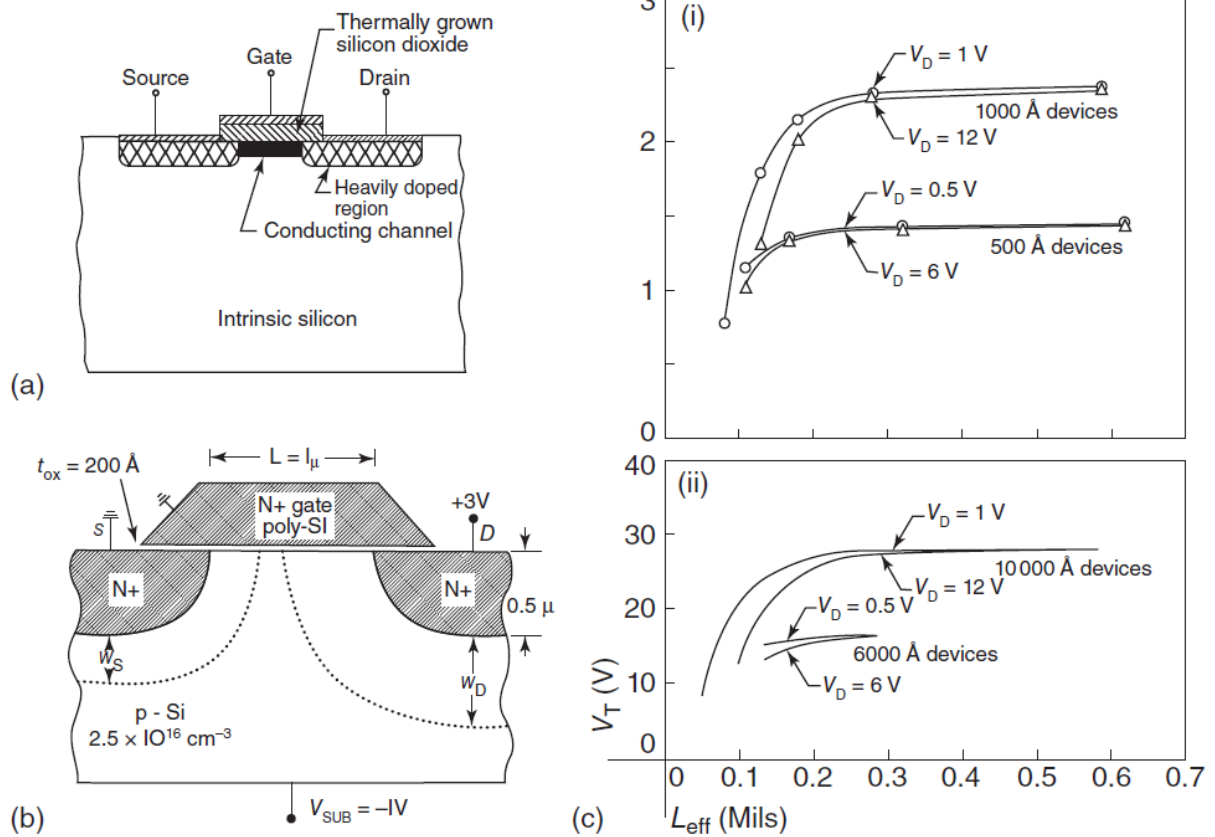 Thermally grown
silicon dioxide
Gate
Source
Drain
Heavily doped
region
Conducting channel
Intrinsic silicon
(a)
L = lμ
t_ox = 200 Å
N+ gate
poly-SI
+3V
S
D
N+
N+
0.5 μ
W_S
W_D
p - Si
2.5 × IO^16 cm^−3
V_SUB = −IV
(b)
3
(i)
V_D = 1 V
1000 Å devices
2
V_D = 12 V
V_D = 0.5 V
500 Å devices
V_D = 6 V
1
0
40
(ii)
V_D = 1 V
30
10 000 Å devices
V_D = 12 V
V_D = 0.5 V
20
6000 Å devices
V_D = 6 V
10
V_T (V)
0
0 0.1 0.2 0.3 0.4 0.5 0.6 0.7
(c)
L_eff (Mils)